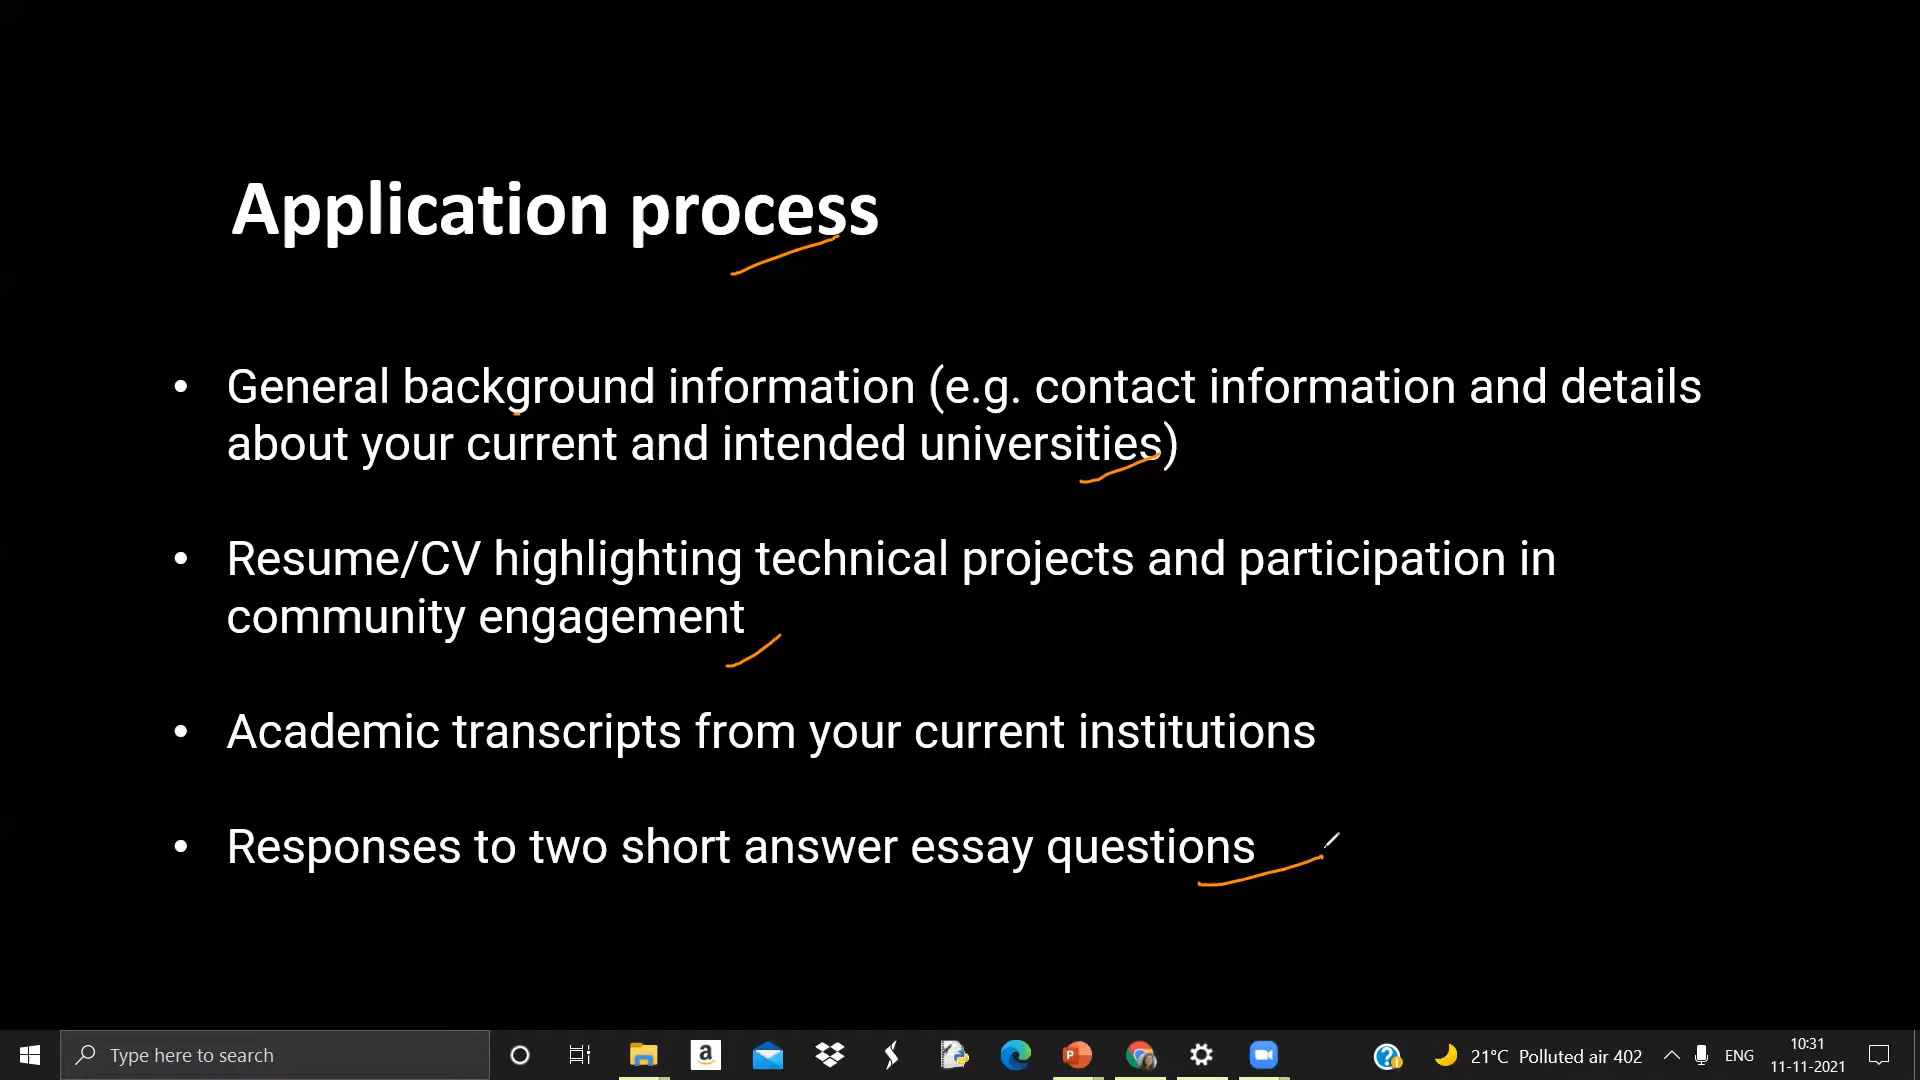 Application process
• General background information (e.g. contact information and details
about your current and intended universities)
• Resume/CV highlighting technical projects and participation in
community engagement
• Academic transcripts from your current institutions
• Responses to two short answer essay questions
Type here to search
21°C Polluted air 402
ENG
10:31
11-11-2021